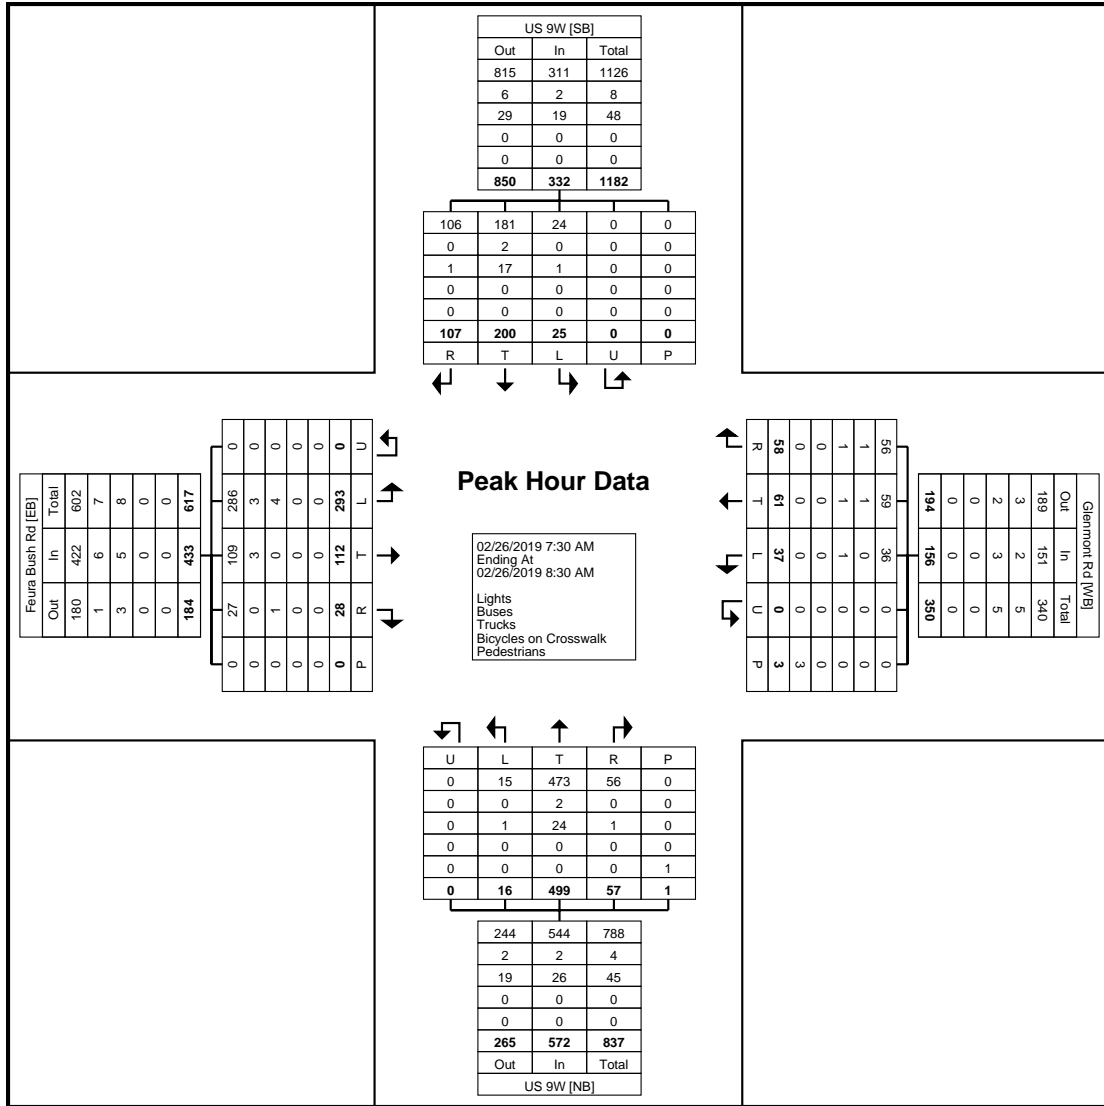 US 9W [SB]
Out In Total
815 311 1126
6 2 8
29 19 48
0 0 0
0 0 0
850 332 1182
106 181 24 0 0
0 2 0 0 0
1 17 1 0 0
0 0 0 0 0
0 0 0 0 0
107 200 25 0 0
R T L U P
Feura Bush Rd [EB]
Out In Total
180 422 602
1 6 7
3 5 8
0 0 0
0 0 0
184 433 617
0 286 109 27 0
0 3 3 0 0
0 4 0 1 0
0 0 0 0 0
0 0 0 0 0
0 293 112 28 0
U L T R P
Peak Hour Data
02/26/2019 7:30 AM
Ending At
02/26/2019 8:30 AM
Lights
Buses
Trucks
Bicycles on Crosswalk
Pedestrians
Glenmont Rd [WB]
Out In Total
189 151 340
3 2 5
2 3 5
0 0 0
0 0 0
194 156 350
56 59 36 0 0
1 1 0 0 0
1 1 1 0 0
0 0 0 0 0
0 0 0 0 3
58 61 37 0 3
R T L U P
U L T R P
0 15 473 56 0
0 0 2 0 0
0 1 24 1 0
0 0 0 0 0
0 0 0 0 1
0 16 499 57 1
244 544 788
2 2 4
19 26 45
0 0 0
0 0 0
265 572 837
Out In Total
US 9W [NB]